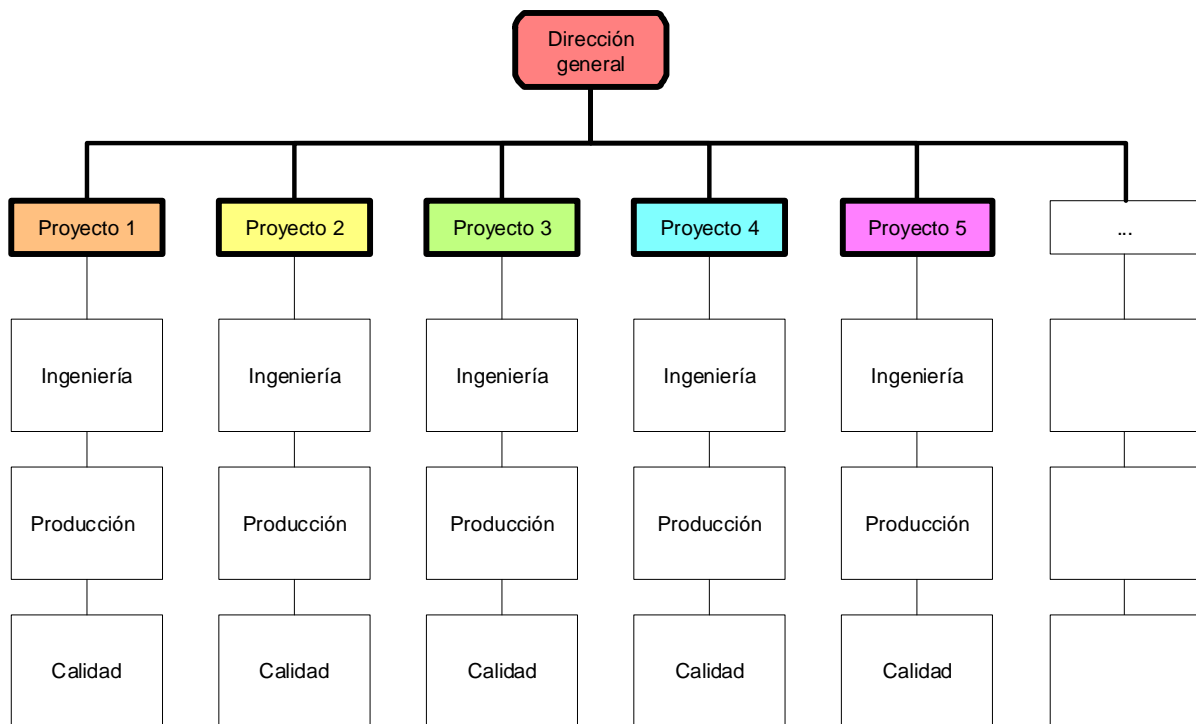 Dirección
general
Proyecto 1
Proyecto 2
Proyecto 3
Proyecto 4
Proyecto 5
...
Ingeniería
Ingeniería
Ingeniería
Ingeniería
Ingeniería
Producción
Producción
Producción
Producción
Producción
Calidad
Calidad
Calidad
Calidad
Calidad